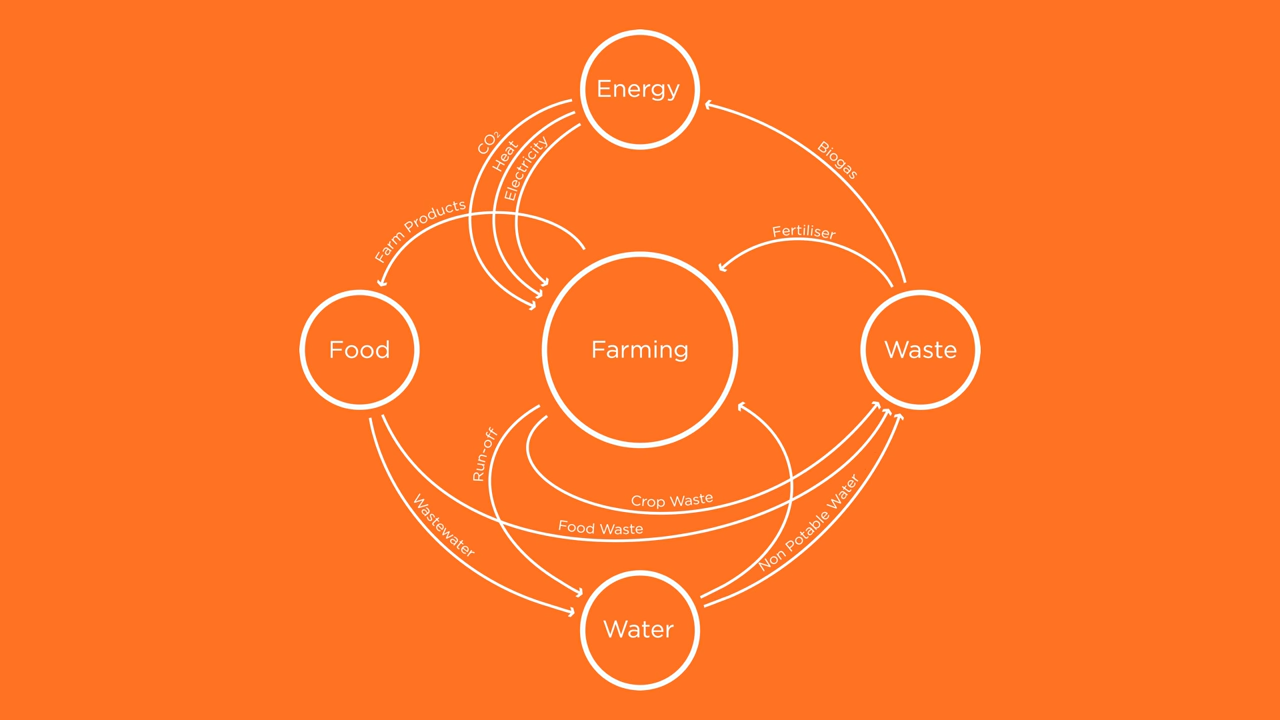 Energy
CO₂
Heat
Electricity
Biogas
Farm Products
Fertiliser
Food
Farming
Waste
Run-off
Crop Waste
Food Waste
Wastewater
Non Potable Water
Water